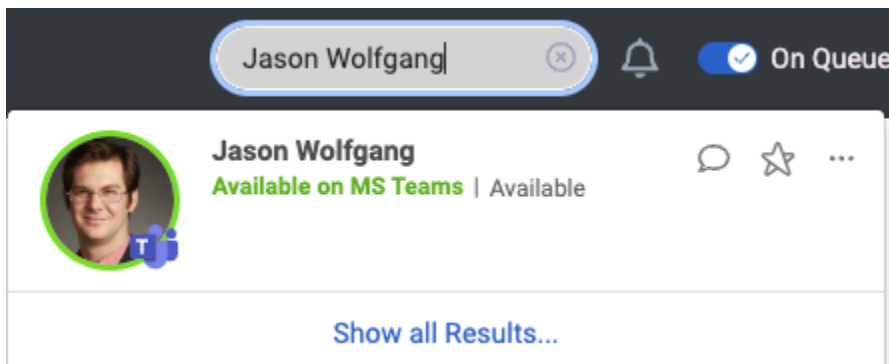 Jason Wolfgang
On Queue
Jason Wolfgang
Available on MS Teams | Available
T
Show all Results...